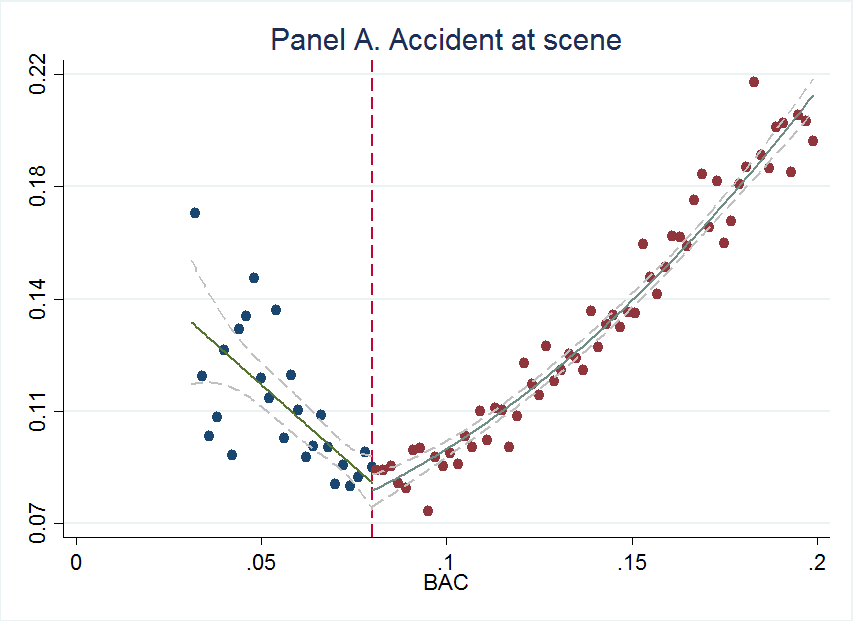 Panel A. Accident at scene
0.22
0.18
0.14
0.11
0.07
0 .05 .1 .15 .2
BAC